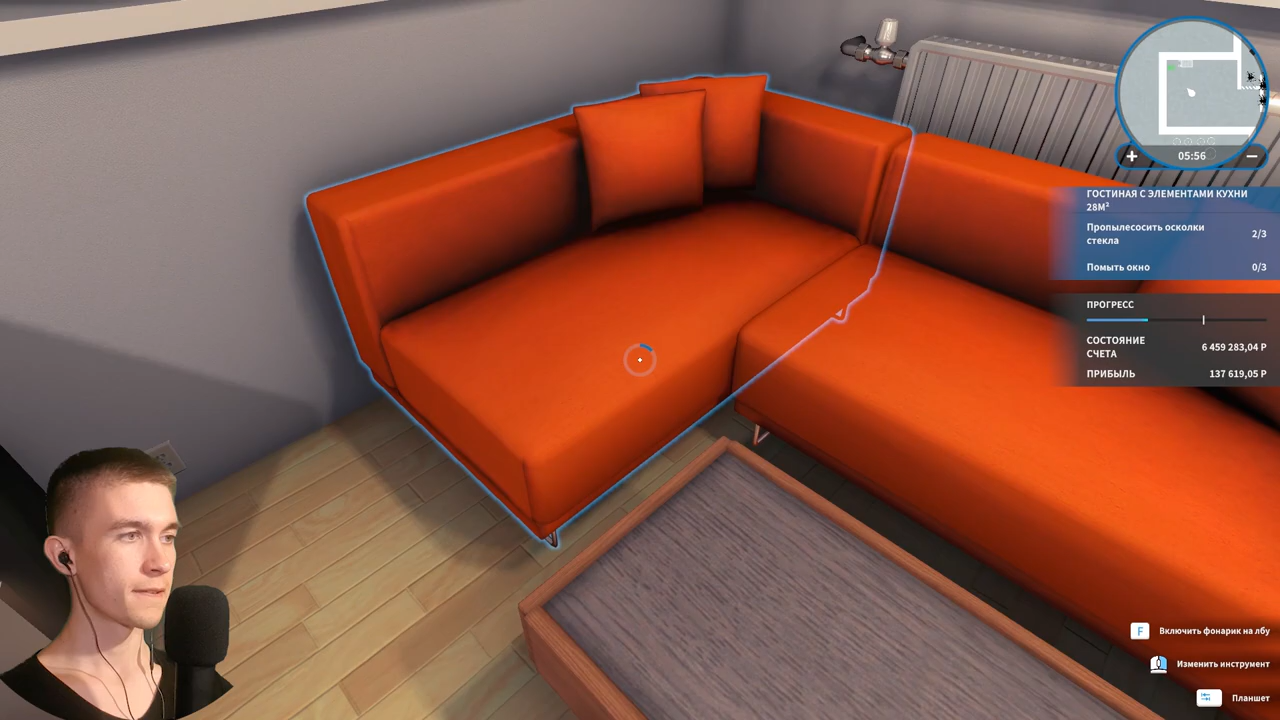 05:56
ГОСТИНАЯ С ЭЛЕМЕНТАМИ КУХНИ
28М²
Пропылесосить осколки
стекла
2/3
Помыть окно
0/3
ПРОГРЕСС
СОСТОЯНИЕ
СЧЕТА
6 459 283,04 Р
ПРИБЫЛЬ
137 619,05 Р
F
Включить фонарик на лбу
Изменить инструмент
Планшет